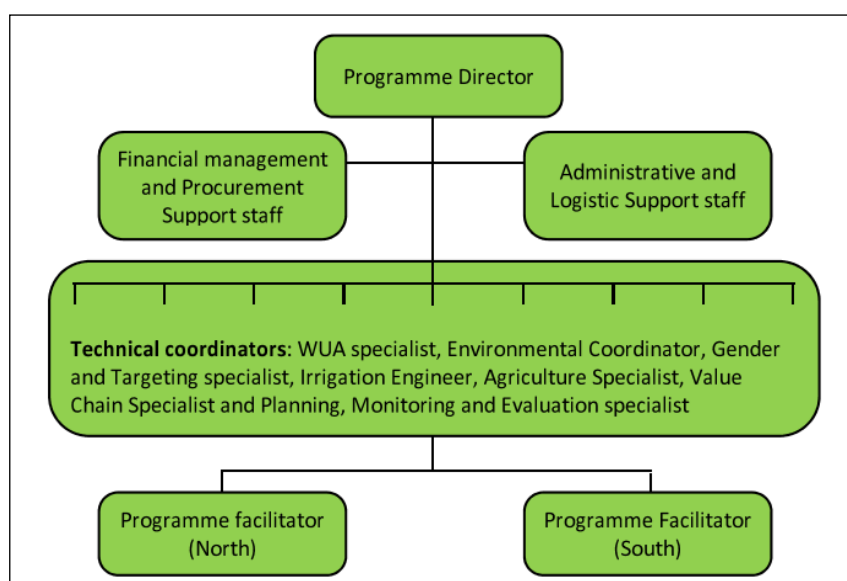 Programme Director
Financial management
and Procurement
Support staff
Administrative and
Logistic Support staff
Technical coordinators: WUA specialist, Environmental Coordinator, Gender
and Targeting specialist, Irrigation Engineer, Agriculture Specialist, Value
Chain Specialist and Planning, Monitoring and Evaluation specialist
Programme facilitator
(North)
Programme Facilitator
(South)